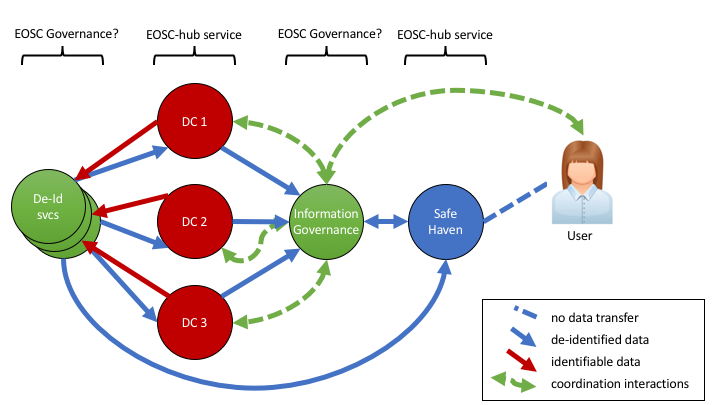 EOSC Governance?
EOSC-hub service
EOSC Governance?
EOSC-hub service
DC 1
De-Id
svcs
DC 2
Information
Governance
Safe
Haven
User
DC 3
no data transfer
de-identified data
identifiable data
coordination interactions